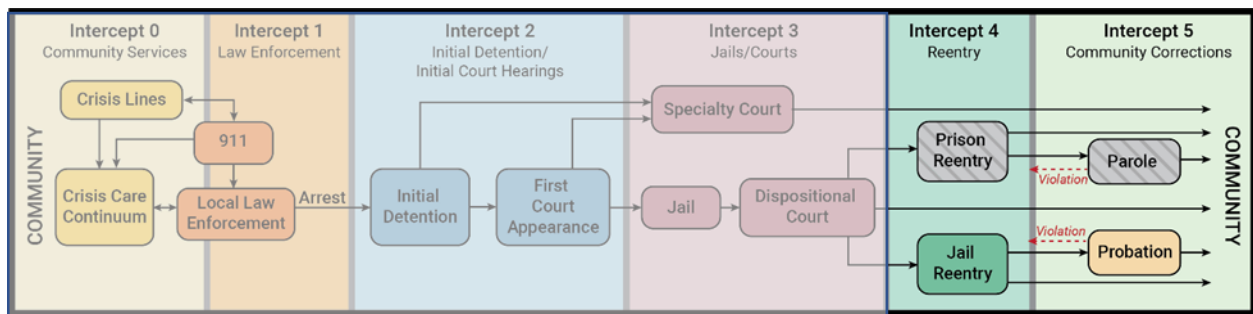 Intercept 0
Community Services
Intercept 1
Law Enforcement
Intercept 2
Initial Detention/
Initial Court Hearings
Intercept 3
Jails/Courts
Intercept 4
Reentry
Intercept 5
Community Corrections
COMMUNITY
Crisis Lines
911
Crisis Care
Continuum
Local Law
Enforcement
Arrest
Initial
Detention
First
Court
Appearance
Specialty Court
Jail
Dispositional
Court
Prison
Reentry
Parole
Violation
Jail
Reentry
Probation
Violation
COMMUNITY